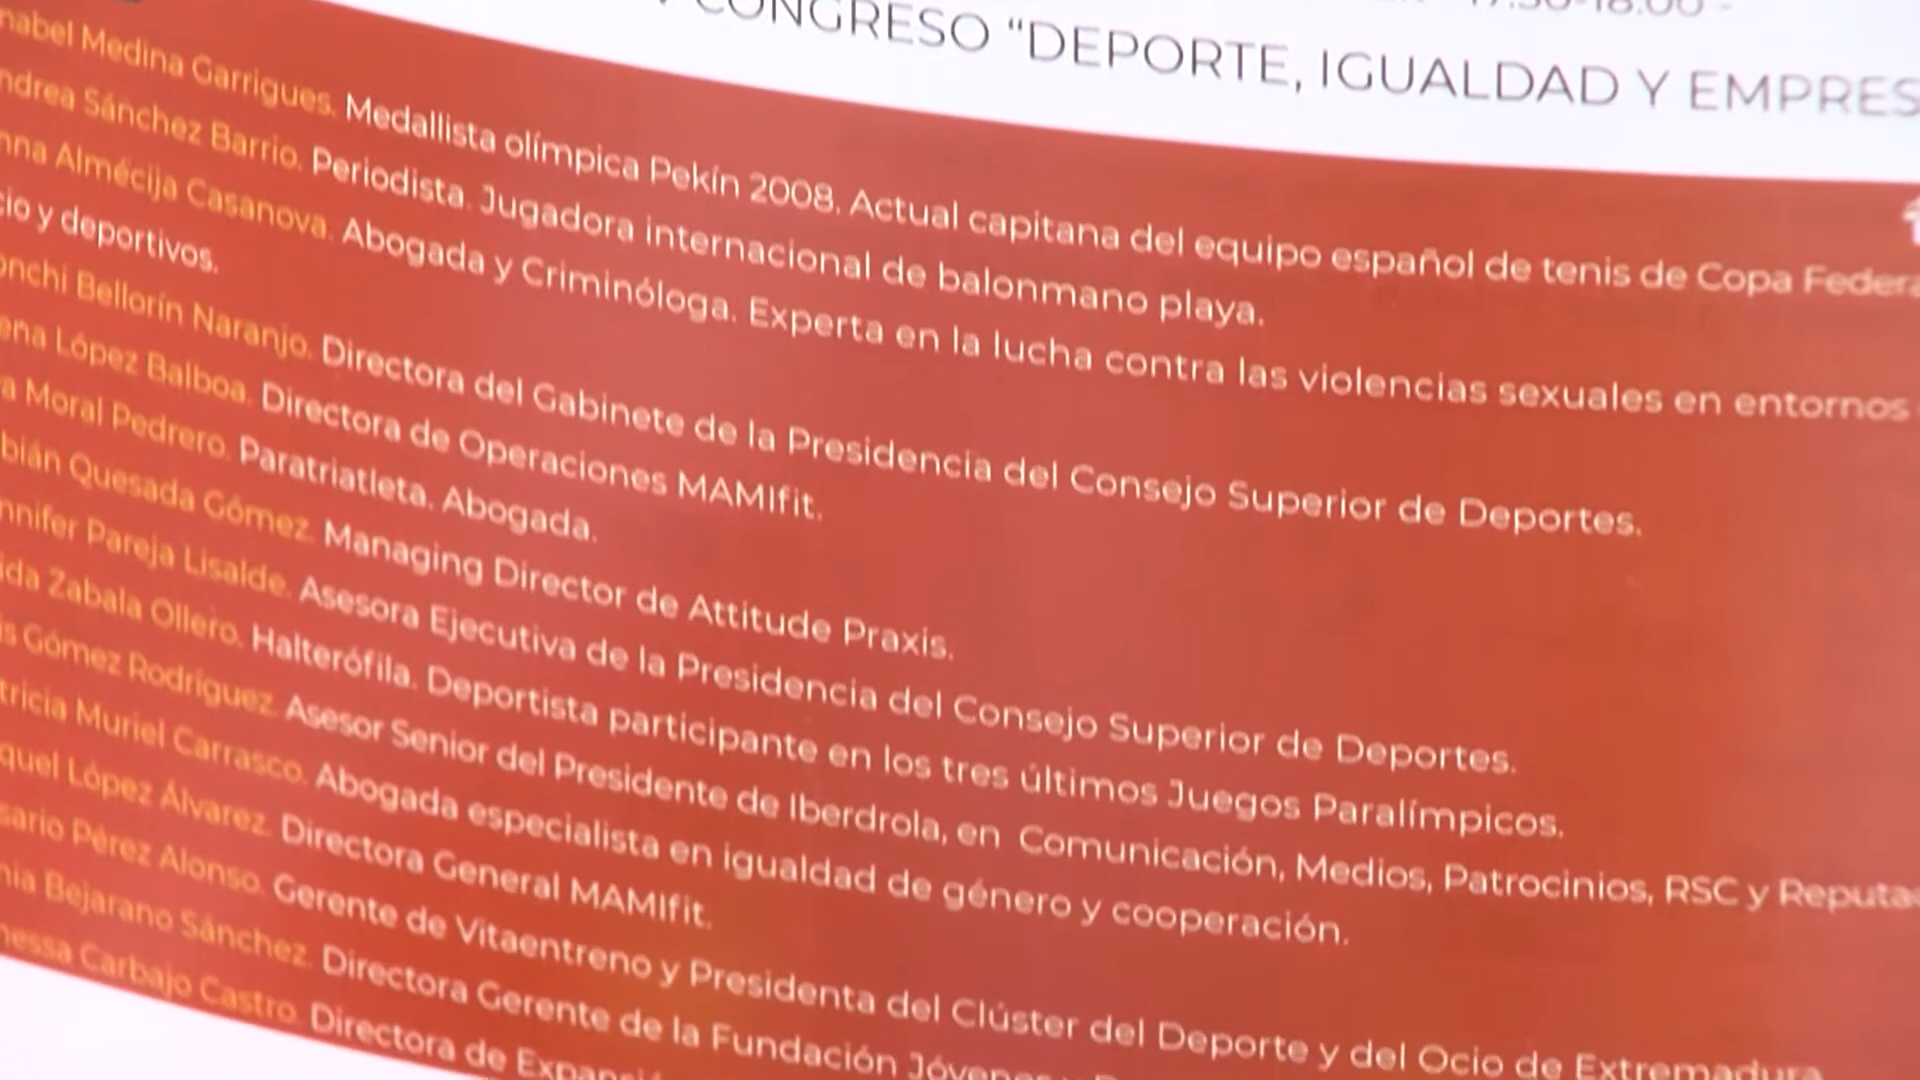 17:30-18:00 -
CONGRESO “DEPORTE, IGUALDAD Y EMPRES
nabel Medina Garrigues. Medallista olímpica Pekín 2008. Actual capitana del equipo español de tenis de Copa Federa
ndrea Sánchez Barrio. Periodista. Jugadora internacional de balonmano playa.
nna Almécija Casanova. Abogada y Criminóloga. Experta en la lucha contra las violencias sexuales en entornos
cio y deportivos.
onchi Bellorín Naranjo. Directora del Gabinete de la Presidencia del Consejo Superior de Deportes.
ena López Balboa. Directora de Operaciones MAMIfit.
a Moral Pedrero. Paratriatleta. Abogada.
bián Quesada Gómez. Managing Director de Attitude Praxis.
nnifer Pareja Lisalde. Asesora Ejecutiva de la Presidencia del Consejo Superior de Deportes.
ida Zabala Ollero. Halterófila. Deportista participante en los tres últimos Juegos Paralímpicos.
is Gómez Rodríguez. Asesor Senior del Presidente de Iberdrola, en Comunicación, Medios, Patrocinios, RSC y Reputac
tricia Muriel Carrasco. Abogada especialista en igualdad de género y cooperación.
quel López Álvarez. Directora General MAMIfit.
sario Pérez Alonso. Gerente de Vitaentreno y Presidenta del Clúster del Deporte y del Ocio de Extremadura
nia Bejarano Sánchez. Directora Gerente de la Fundación Jóvenes y
nessa Carbajo Castro. Directora de Expansi